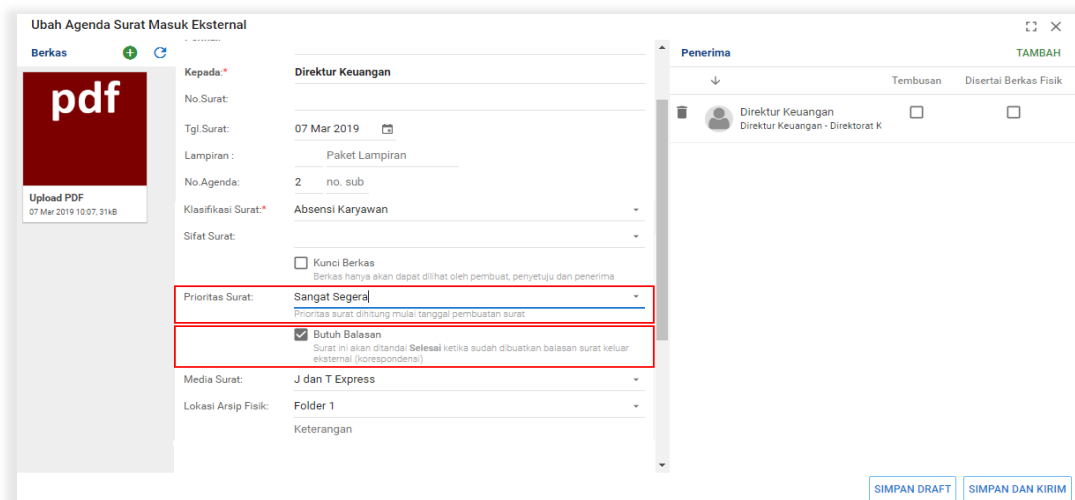 Ubah Agenda Surat Masuk Eksternal
Berkas
pdf
Upload PDF
07 Mar 2019 10:07, 31kB
Kepada:* Direktur Keuangan
No.Surat:
Tgl.Surat: 07 Mar 2019
Lampiran : Paket Lampiran
No.Agenda: 2 no. sub
Klasifikasi Surat:* Absensi Karyawan
Sifat Surat:
Kunci Berkas
Berkas hanya akan dapat dilihat oleh pembuat, penyetuju dan penerima
Prioritas Surat: Sangat Segera
Prioritas surat dihitung mulai tanggal pembuatan surat
Butuh Balasan
Surat ini akan ditandai Selesai ketika sudah dibuatkan balasan surat keluar
eksternal (korespondensi)
Media Surat: J dan T Express
Lokasi Arsip Fisik: Folder 1
Keterangan
Penerima TAMBAH
Tembusan Disertai Berkas Fisik
Direktur Keuangan
Direktur Keuangan - Direktorat K
SIMPAN DRAFT SIMPAN DAN KIRIM